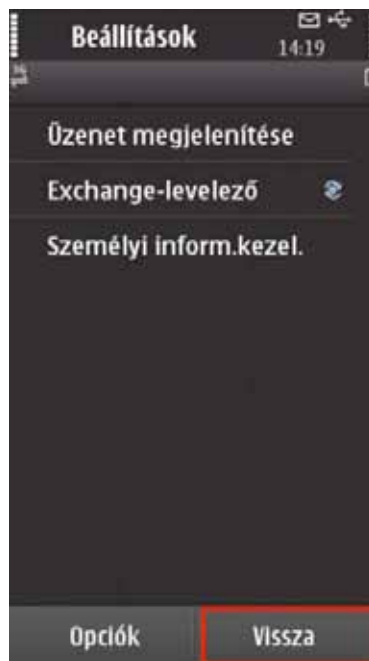 Beállítások
14:19
Üzenet megjelenítése
Exchange-levelező
Személyi inform.kezel.
Opciók
Vissza